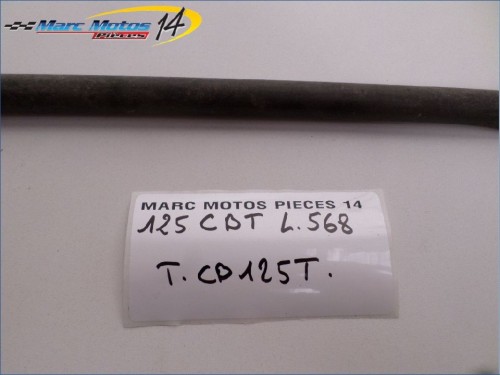 Marc Motos 14
PIECES
MARC MOTOS PIECES 14
125 CDT L.568
T. CD125T.